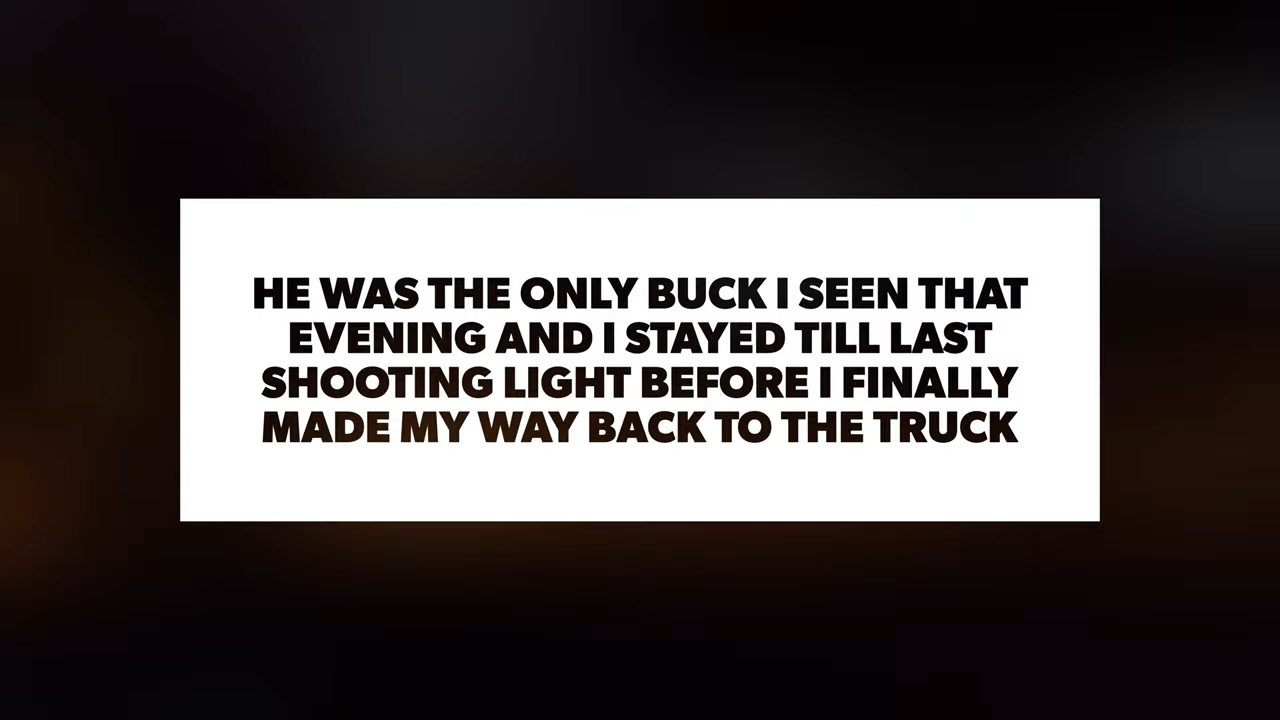 HE WAS THE ONLY BUCK I SEEN THAT
EVENING AND I STAYED TILL LAST
SHOOTING LIGHT BEFORE I FINALLY
MADE MY WAY BACK TO THE TRUCK